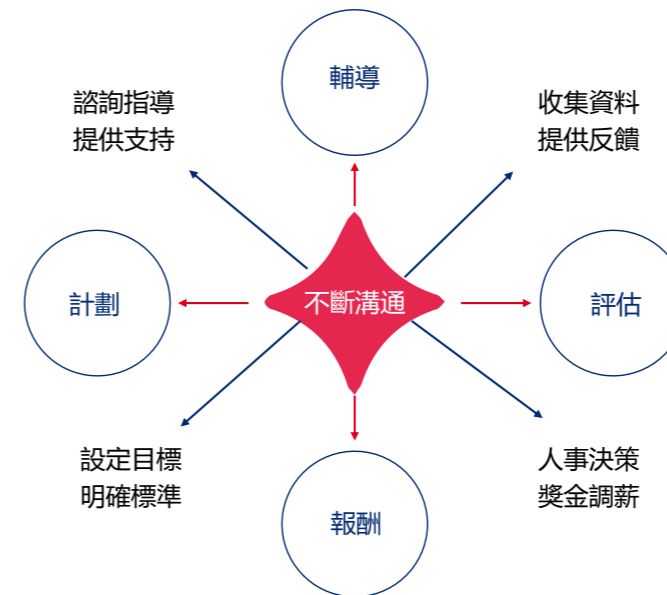 輔導
諮詢指導
提供支持
收集資料
提供反饋
計劃
不斷溝通
評估
設定目標
明確標準
人事決策
獎金調薪
報酬